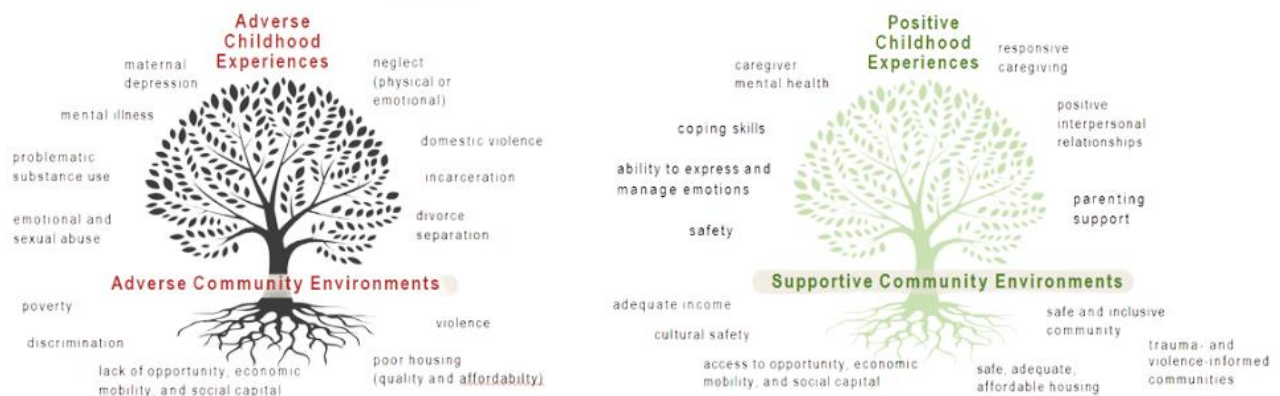 Adverse
Childhood
Experiences
maternal
depression
neglect
(physical or
emotional)
mental illness
domestic violence
problematic
substance use
incarceration
emotional and
sexual abuse
divorce
separation
Adverse Community Environments
poverty
violence
discrimination
poor housing
(quality and affordabilty)
lack of opportunity, economic
mobility, and social capital
Positive
Childhood
Experiences
responsive
caregiving
caregiver
mental health
positive
interpersonal
relationships
coping skills
ability to express and
manage emotions
parenting
support
safety
Supportive Community Environments
adequate income
safe and inclusive
community
cultural safety
trauma- and
violence-informed
communities
access to opportunity, economic
mobility, and social capital
safe, adequate,
affordable housing